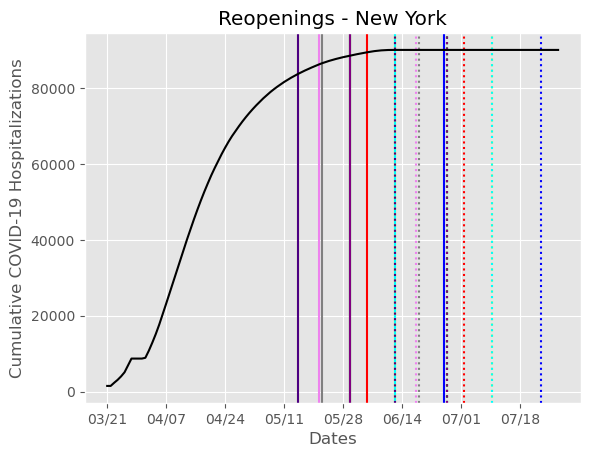 Reopenings - New York
Cumulative COVID-19 Hospitalizations
80000
60000
40000
20000
0
03/21 04/07 04/24 05/11 05/28 06/14 07/01 07/18
Dates